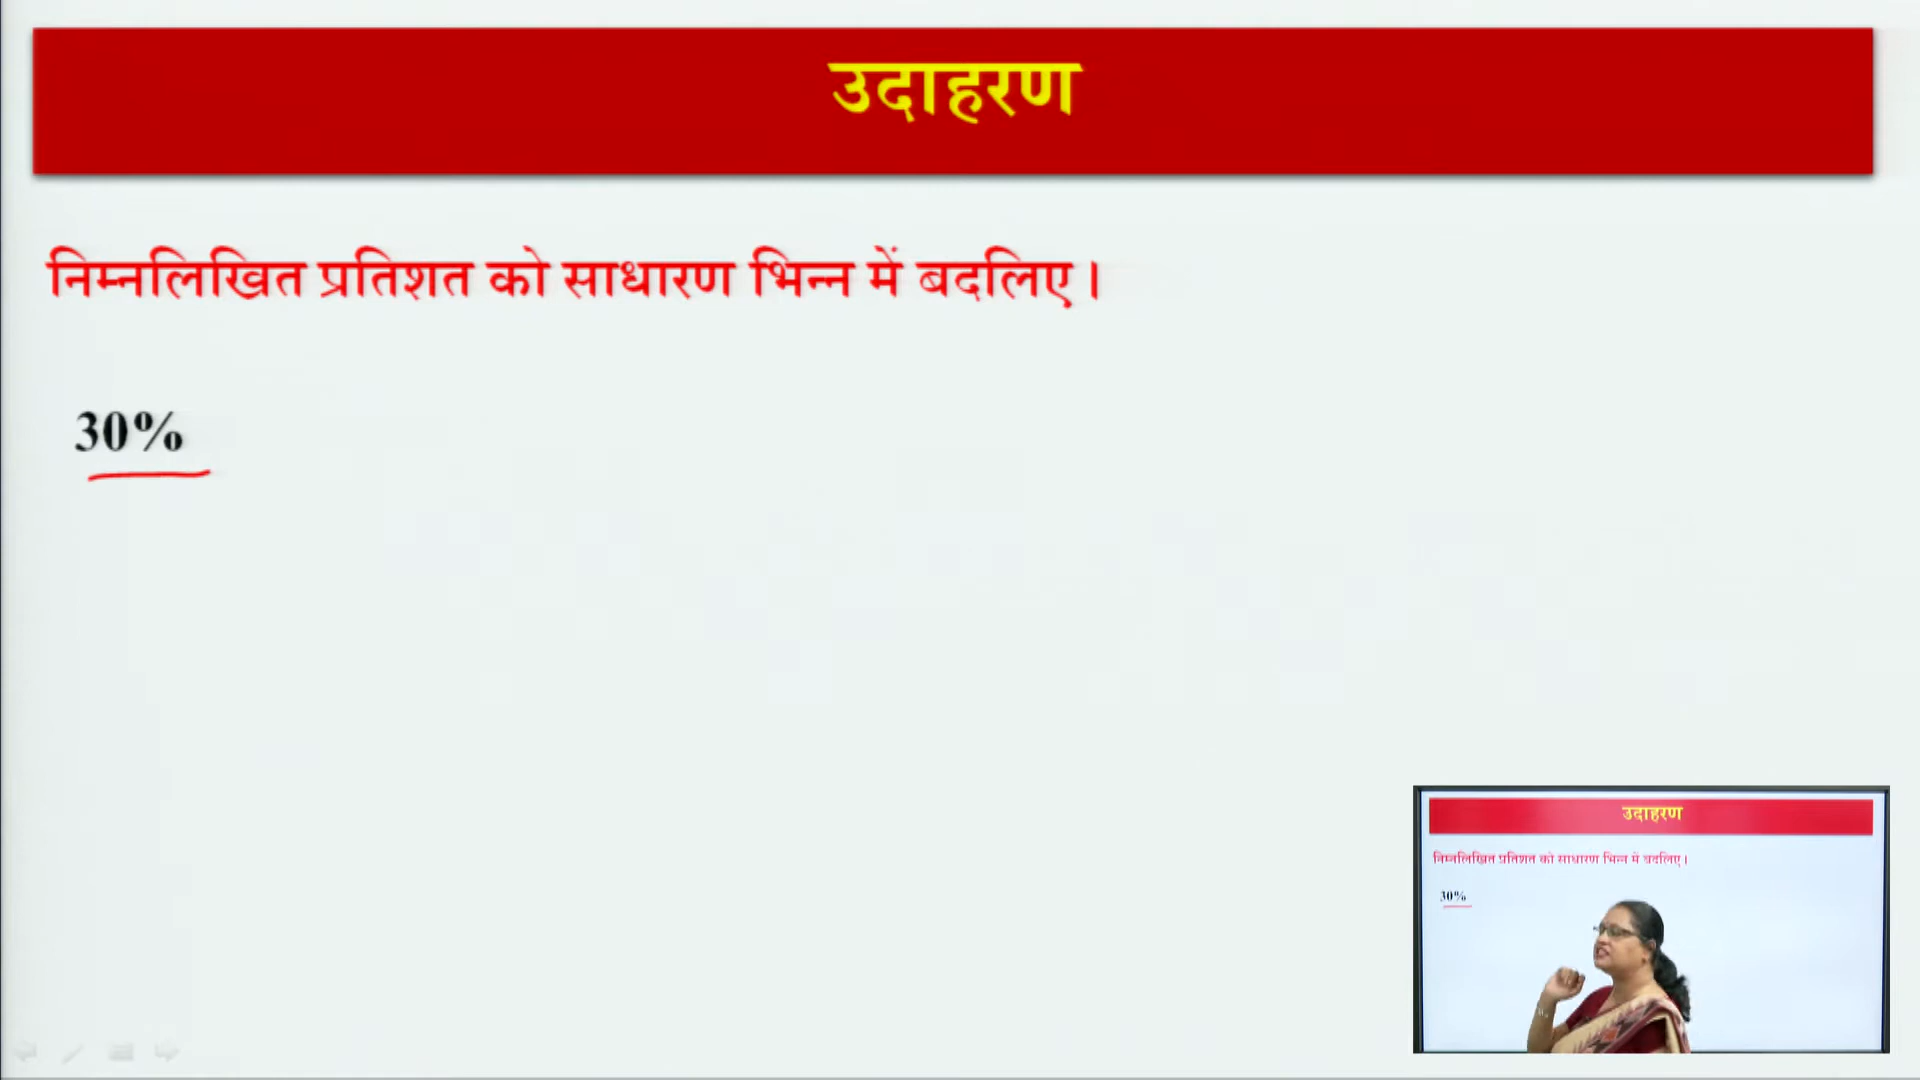 उदाहरण
निम्नलिखित प्रतिशत को साधारण भिन्न में बदलिए।
30%
उदाहरण
निम्नलिखित प्रतिशत को साधारण भिन्न में बदलिए।
30%